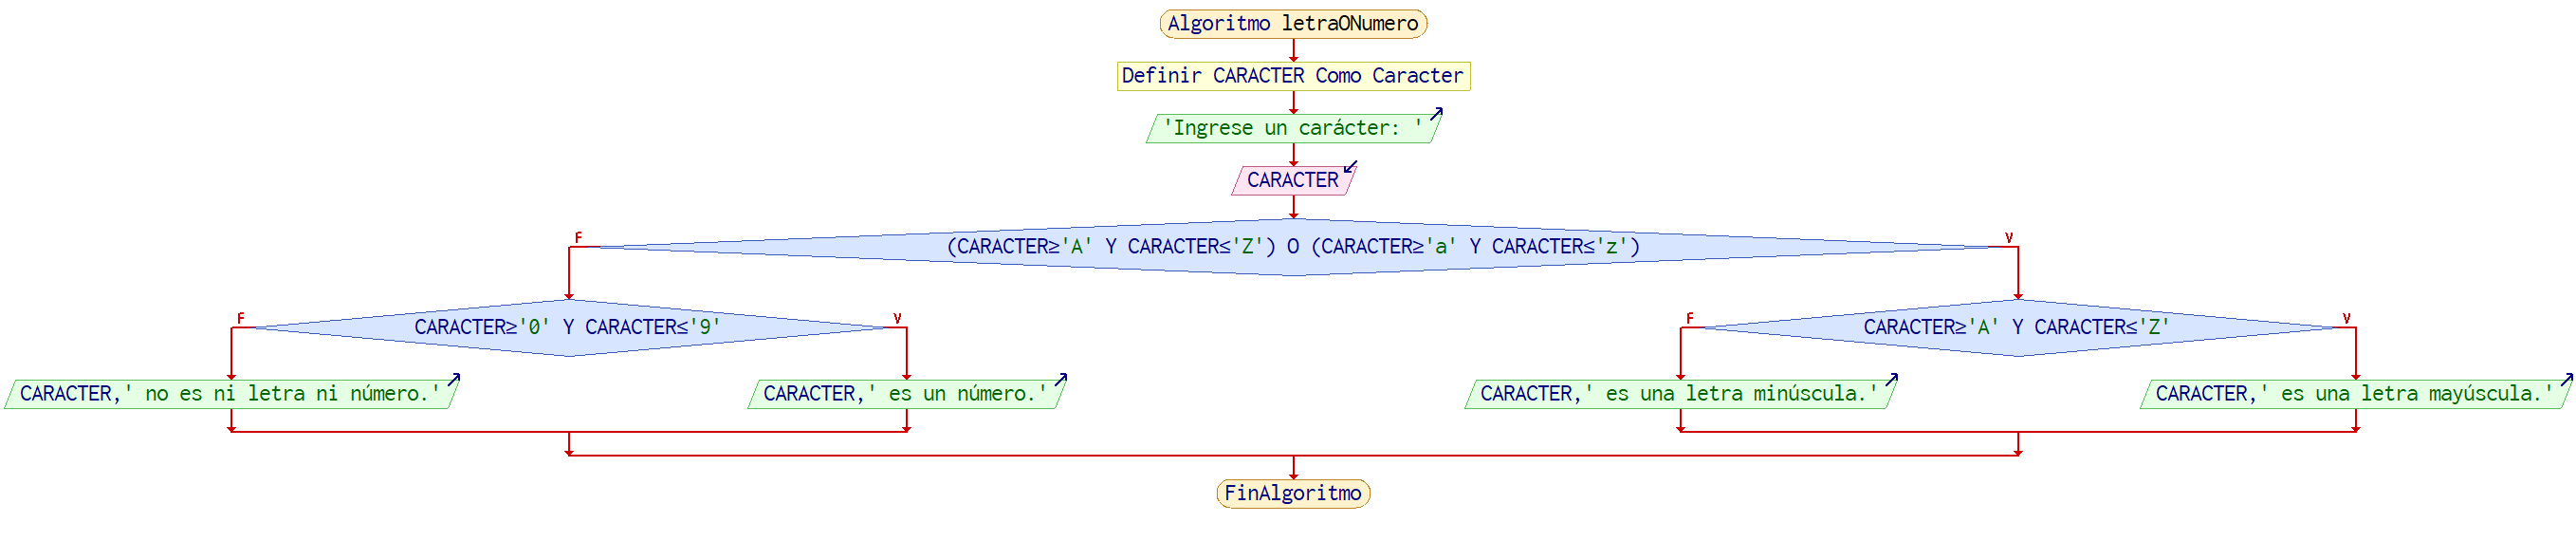 Algoritmo letraONumero
Definir CARACTER Como Caracter
'Ingrese un carácter: '
CARACTER
F
(CARACTER≥'A' Y CARACTER≤'Z') O (CARACTER≥'a' Y CARACTER≤'z')
V
F
CARACTER≥'0' Y CARACTER≤'9'
V
F
CARACTER≥'A' Y CARACTER≤'Z'
V
CARACTER,' no es ni letra ni número.'
CARACTER,' es un número.'
CARACTER,' es una letra minúscula.'
CARACTER,' es una letra mayúscula.'
FinAlgoritmo